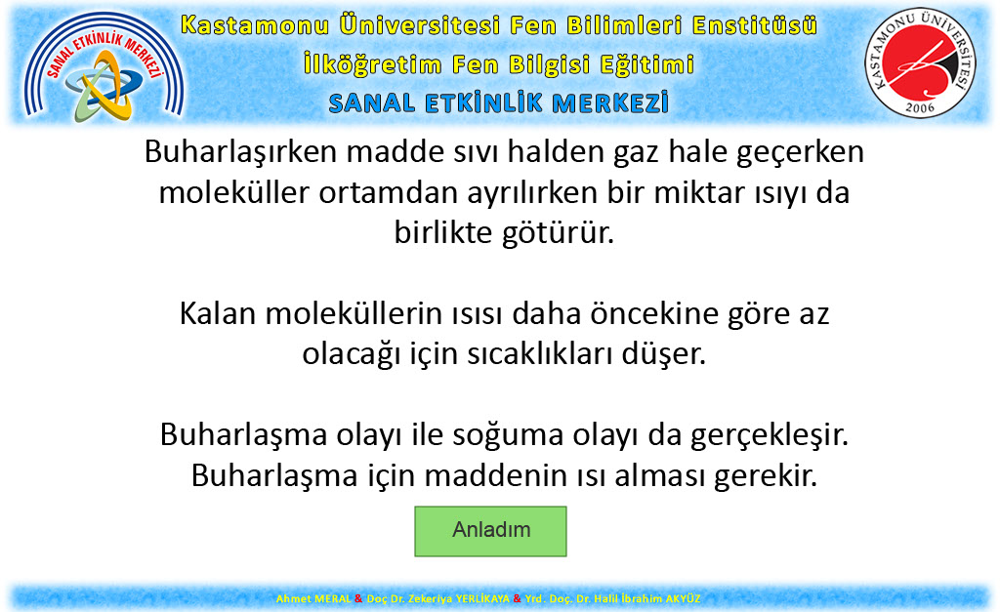 Kastamonu Üniversitesi Fen Bilimleri Enstitüsü
İlköğretim Fen Bilgisi Eğitimi
SANAL ETKİNLİK MERKEZİ
SANAL ETKİNLİK MERKEZİ
KASTAMONU ÜNİVERSİTESİ
2006
Buharlaşırken madde sıvı halden gaz hale geçerken
moleküller ortamdan ayrılırken bir miktar ısıyı da
birlikte götürür.
Kalan moleküllerin ısısı daha öncekine göre az
olacağı için sıcaklıkları düşer.
Buharlaşma olayı ile soğuma olayı da gerçekleşir.
Buharlaşma için maddenin ısı alması gerekir.
Anladım
Ahmet MERAL & Doç Dr. Zekeriya YERLİKAYA & Yrd. Doç. Dr. Halil İbrahim AKYÜZ